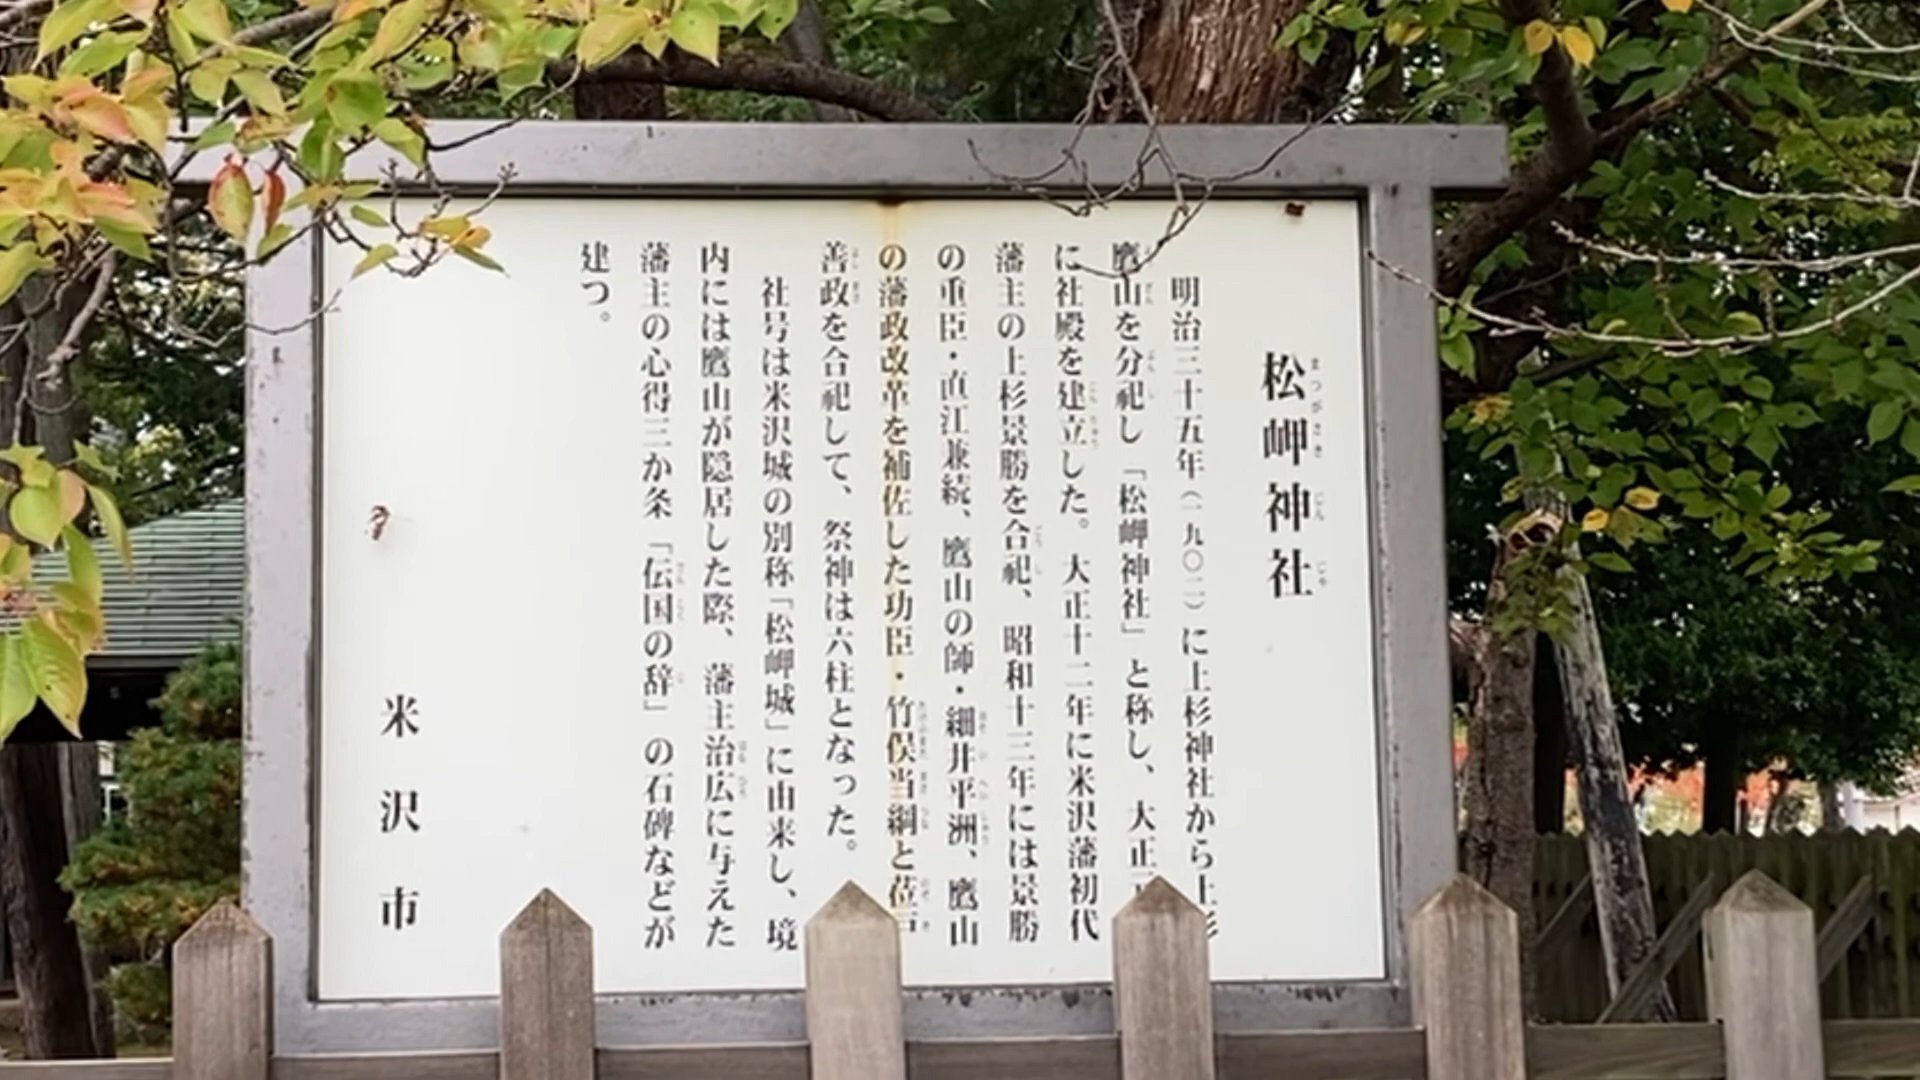 松岬神社
明治三十五年(一九〇二)に上杉神社から上杉
鷹山を分祀し「松岬神社」と称し、大正
に社殿を建立した。大正十二年に米沢藩初代
藩主の上杉景勝を合祀、昭和十三年には景勝
の重臣・直江兼続、鷹山の師・細井平洲、鷹山
の藩政改革を補佐した功臣・竹俣当綱と莅戸
善政を合祀して、祭神は六柱となった。
社号は米沢城の別称「松岬城」に由来し、境
内には鷹山が隠居した際、藩主治広に与えた
藩主の心得三か条「伝国の辞」の石碑などが
建つ。
米沢市